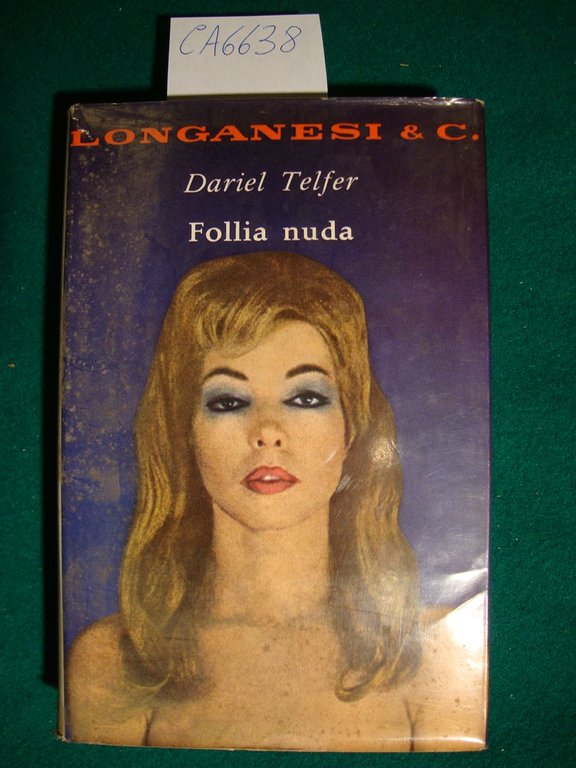 CA6638
LONGANESI & C.
Dariel Telfer
Follia nuda